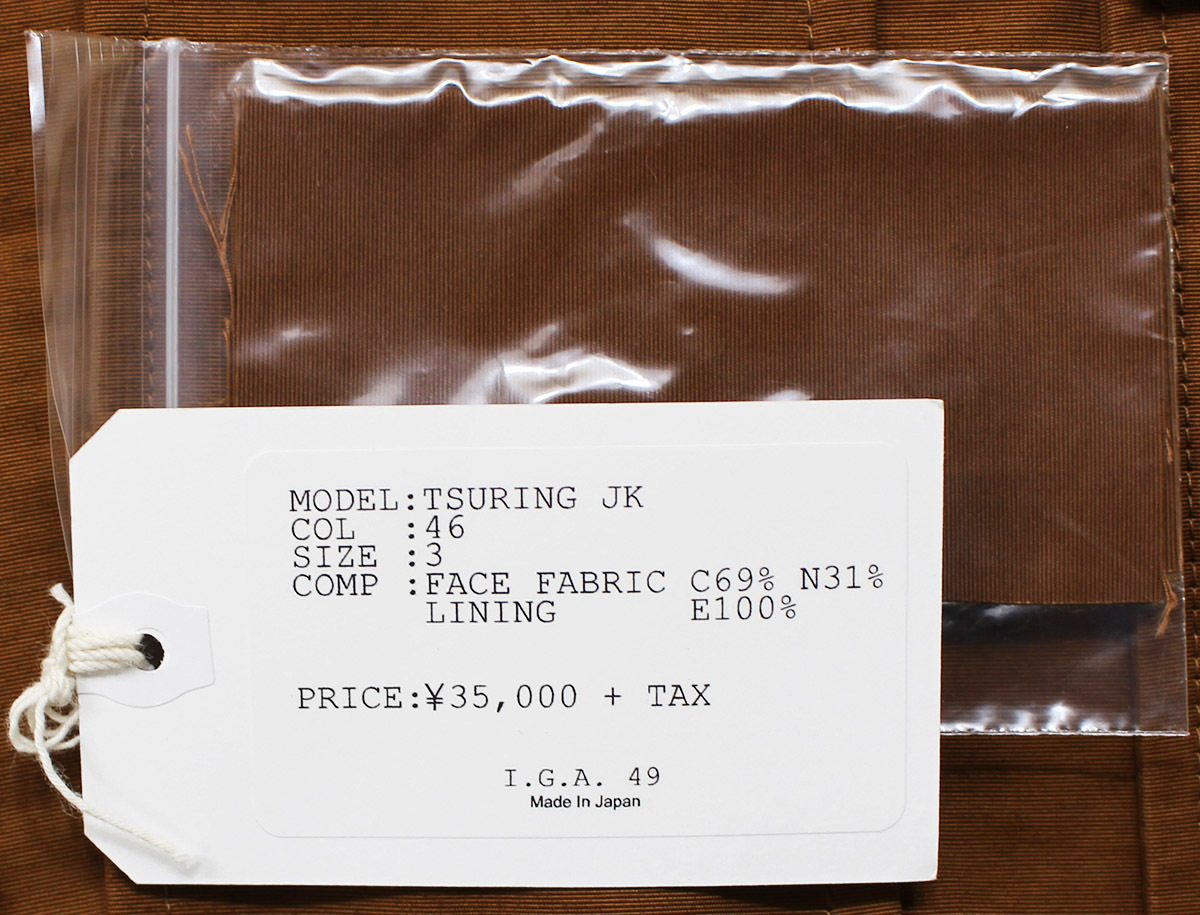 MODEL:TSURING JK
COL  :46
SIZE :3
COMP :FACE FABRIC C69% N31%
LINING E100%
PRICE:¥35,000 + TAX
I.G.A. 49
Made In Japan